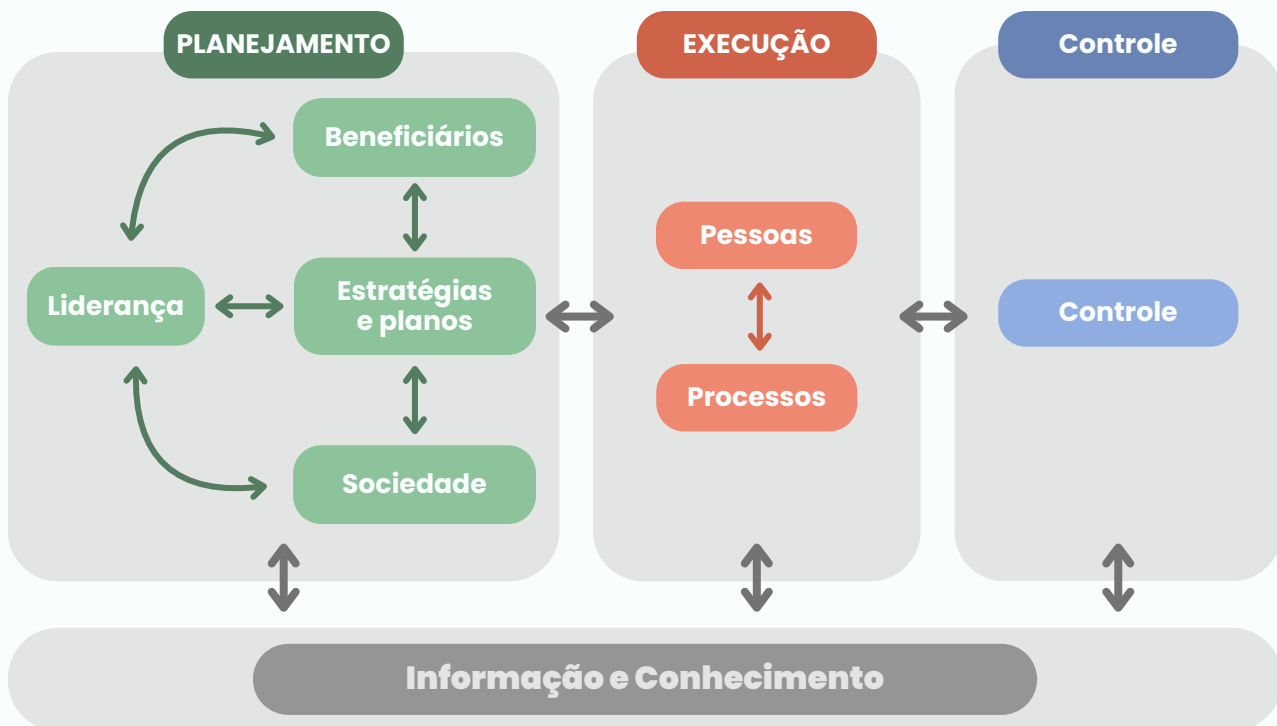 PLANEJAMENTO
EXECUÇÃO
Controle
Beneficiários
Liderança
Estratégias
e planos
Sociedade
Pessoas
Processos
Controle
Informação e Conhecimento